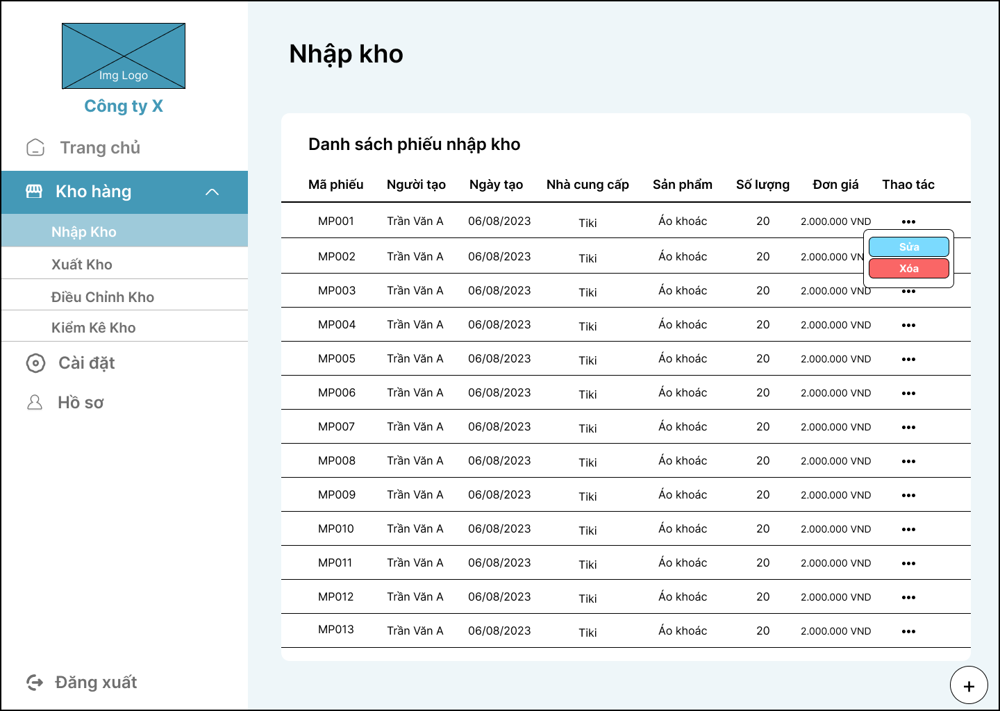 Img Logo
Công ty X
Trang chủ
Kho hàng
Nhập Kho
Xuất Kho
Điều Chỉnh Kho
Kiểm Kê Kho
Cài đặt
Hồ sơ
Đăng xuất
Nhập kho
Danh sách phiếu nhập kho
Mã phiếu Người tạo Ngày tạo Nhà cung cấp Sản phẩm Số lượng Đơn giá Thao tác
MP001 Trần Văn A 06/08/2023 Tiki Áo khoác 20 2.000.000 VND •••
Sửa
Xóa
MP002 Trần Văn A 06/08/2023 Tiki Áo khoác 20 2.000.000 VN
MP003 Trần Văn A 06/08/2023 Tiki Áo khoác 20 2.000.000 VND •••
MP004 Trần Văn A 06/08/2023 Tiki Áo khoác 20 2.000.000 VND •••
MP005 Trần Văn A 06/08/2023 Tiki Áo khoác 20 2.000.000 VND •••
MP006 Trần Văn A 06/08/2023 Tiki Áo khoác 20 2.000.000 VND •••
MP007 Trần Văn A 06/08/2023 Tiki Áo khoác 20 2.000.000 VND •••
MP008 Trần Văn A 06/08/2023 Tiki Áo khoác 20 2.000.000 VND •••
MP009 Trần Văn A 06/08/2023 Tiki Áo khoác 20 2.000.000 VND •••
MP010 Trần Văn A 06/08/2023 Tiki Áo khoác 20 2.000.000 VND •••
MP011 Trần Văn A 06/08/2023 Tiki Áo khoác 20 2.000.000 VND •••
MP012 Trần Văn A 06/08/2023 Tiki Áo khoác 20 2.000.000 VND •••
MP013 Trần Văn A 06/08/2023 Tiki Áo khoác 20 2.000.000 VND •••
+